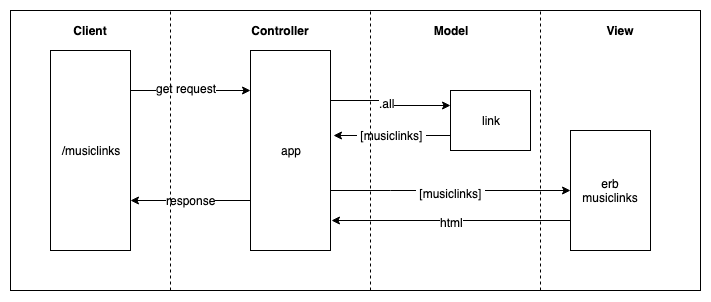 Client
Controller
Model
View
get request
.all
link
/musiclinks
app
[musiclinks]
erb
musiclinks
[musiclinks]
response
html